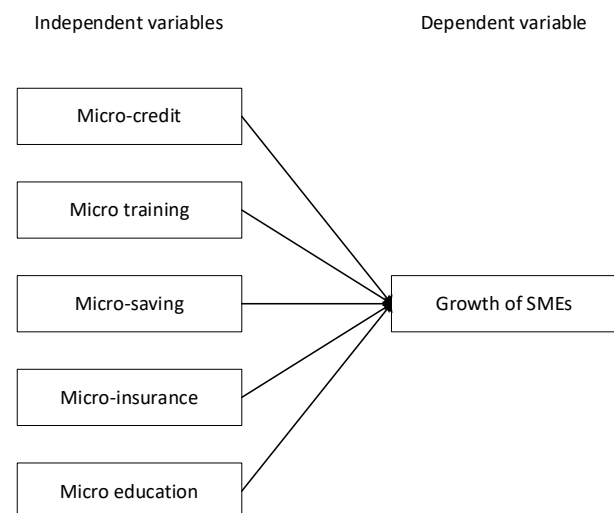 Independent variables
Dependent variable
Micro-credit
Micro training
Micro-saving
Growth of SMEs
Micro-insurance
Micro education